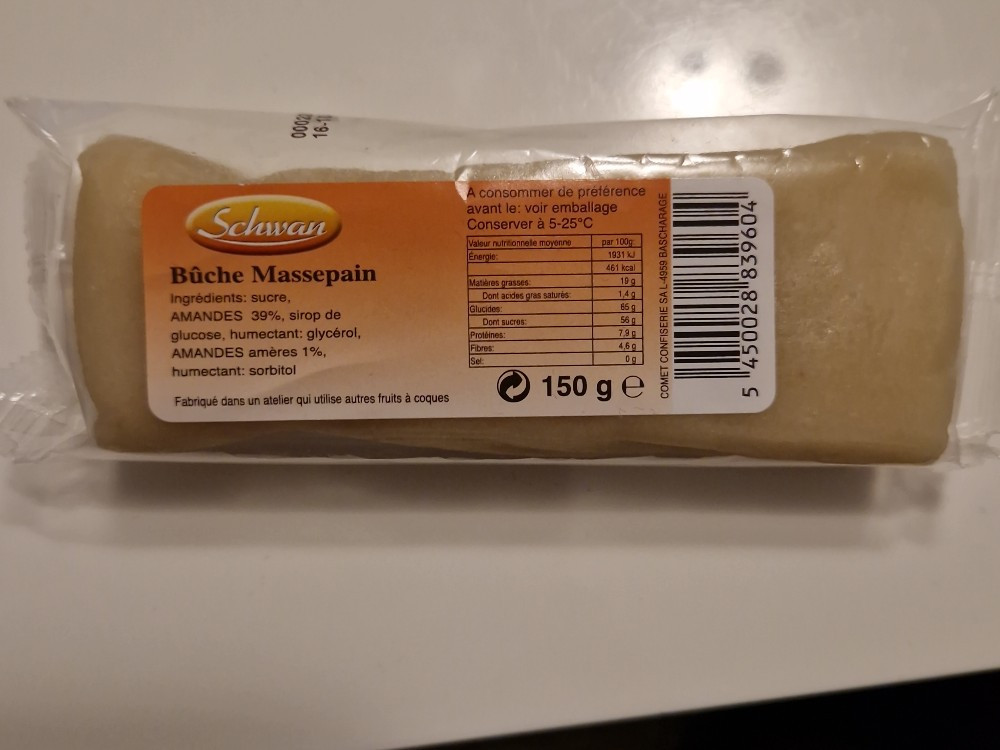 0002
16-1
Schwan
Bûche Massepain
Ingrédients: sucre,
AMANDES 39%, sirop de
glucose, humectant: glycérol,
AMANDES amères 1%,
humectant: sorbitol
Fabriqué dans un atelier qui utilise autres fruits à coques
A consommer de préférence
avant le: voir emballage
Conserver à 5-25°C
Valeur nutritionnelle moyenne par 100g:
Énergie: 1931 kJ
461 kcal
Matières grasses: 19 g
Dont acides gras saturés: 1,4 g
Glucides: 65 g
Dont sucres: 56 g
Protéines: 7,9 g
Fibres: 4,6 g
Sel: 0 g
150 g e
COMET CONFISERIE SA L-4959 BASCHARAGE
5 450028 839604